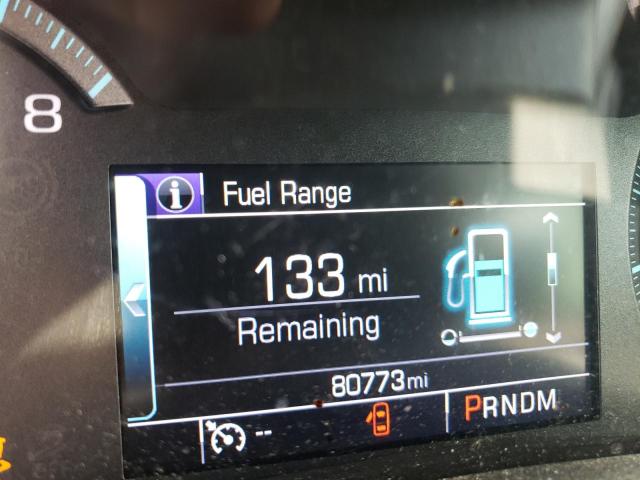 8
i Fuel Range
133 mi
Remaining
80773mi
-- PRNDM